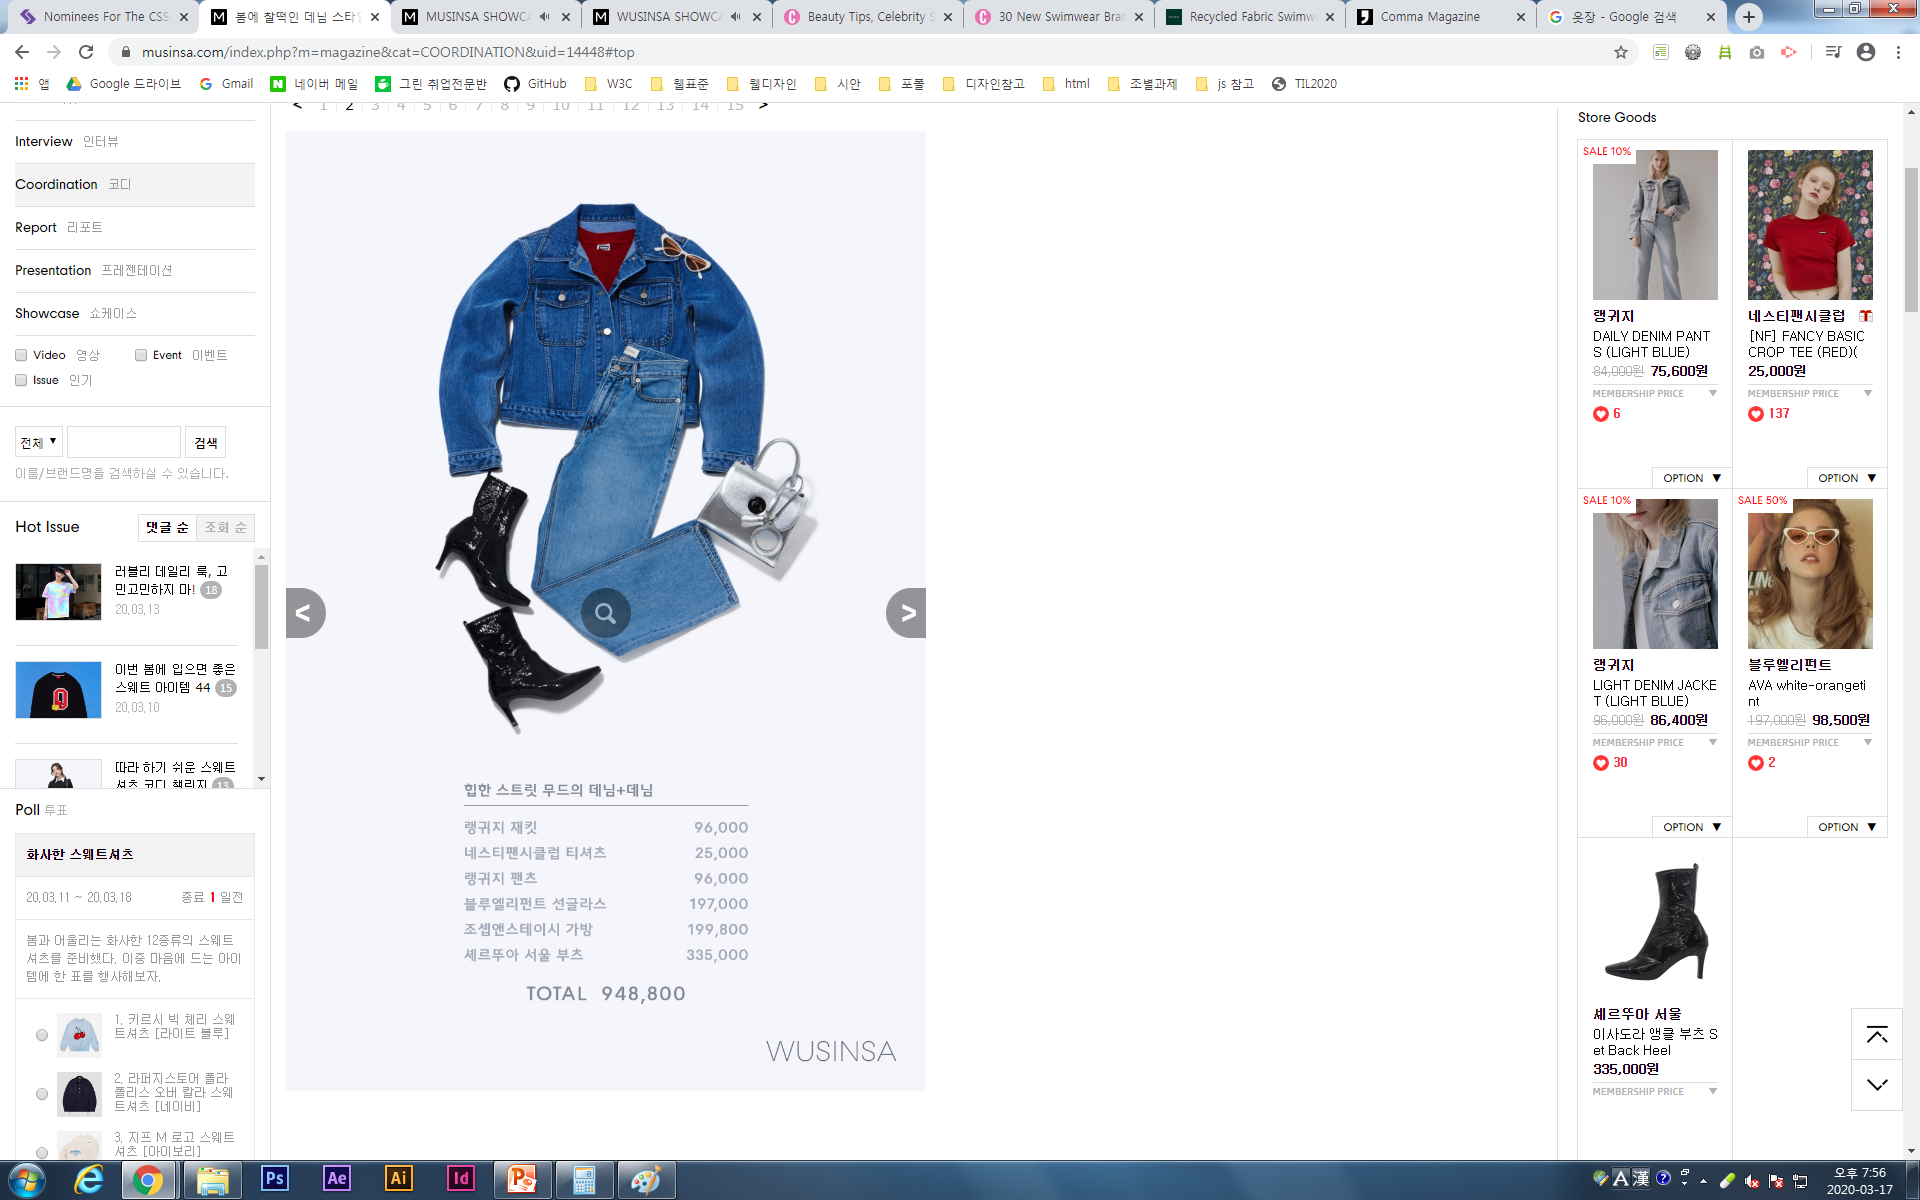 Nominees For The CSS
봄에 찰떡인 데님 스타일
MUSINSA SHOWCA
WUSINSA SHOWCA
Beauty Tips, Celebrity S
30 New Swimwear Bran
Recycled Fabric Swimw
Comma Magazine
옷장 - Google 검색
musinsa.com/index.php?m=magazine&cat=COORDINATION&uid=14448#top
앱 Google 드라이브 Gmail 네이버 메일 그린 취업전문반 GitHub W3C 웹표준 웹디자인 시안 포폴 디자인참고 html 조별과제 js 참고 TIL2020
< 1 2 3 4 5 6 7 8 9 10 11 12 13 14 15 >
Interview 인터뷰
Coordination 코디
Report 리포트
Presentation 프레젠테이션
Showcase 쇼케이스
Video 영상 Event 이벤트
Issue 인기
전체 ▼ 검색
이름/브랜드명을 검색하실 수 있습니다.
Hot Issue 댓글 순 조회 순
러블리 데일리 룩, 고
민고민하지 마! 18
20.03.13
이번 봄에 입으면 좋은
스웨트 아이템 44 15
20.03.10
따라 하기 쉬운 스웨트
셔츠 코디 챌린지 13
Poll 투표
화사한 스웨트셔츠
20.03.11 ~ 20.03.18 종료 1 일전
봄과 어울리는 화사한 12종류의 스웨트
셔츠를 준비했다. 이중 마음에 드는 아이
템에 한 표를 행사해보자.
1. 키르시 빅 체리 스웨
트셔츠 [라이트 블루]
2. 라퍼지스토어 폴라
폴리스 오버 칼라 스웨
트셔츠 [네이비]
3. 지프 M 로고 스웨트
셔츠 [아이보리]
< >
힙한 스트릿 무드의 데님+데님
랭귀지 재킷 96,000
네스티팬시클럽 티셔츠 25,000
랭귀지 팬츠 96,000
블루엘리펀트 선글라스 197,000
조셉앤스테이시 가방 199,800
셰르뚜아 서울 부츠 335,000
TOTAL 948,800
WUSINSA
Store Goods
SALE 10%
랭귀지
DAILY DENIM PANT
S (LIGHT BLUE)
84,000원 75,600원
MEMBERSHIP PRICE ▼
6
OPTION ▼
네스티팬시클럽
[NF] FANCY BASIC
CROP TEE (RED)(
25,000원
MEMBERSHIP PRICE ▼
137
OPTION ▼
SALE 10%
랭귀지
LIGHT DENIM JACKE
T (LIGHT BLUE)
96,000원 86,400원
MEMBERSHIP PRICE ▼
30
OPTION ▼
SALE 50%
블루엘리펀트
AVA white-orangeti
nt
197,000원 98,500원
MEMBERSHIP PRICE ▼
2
OPTION ▼
셰르뚜아 서울
이사도라 앵클 부츠 S
et Back Heel
335,000원
MEMBERSHIP PRICE ▼
Ps Ae Ai Id
A 漢
오후 7:56
2020-03-17